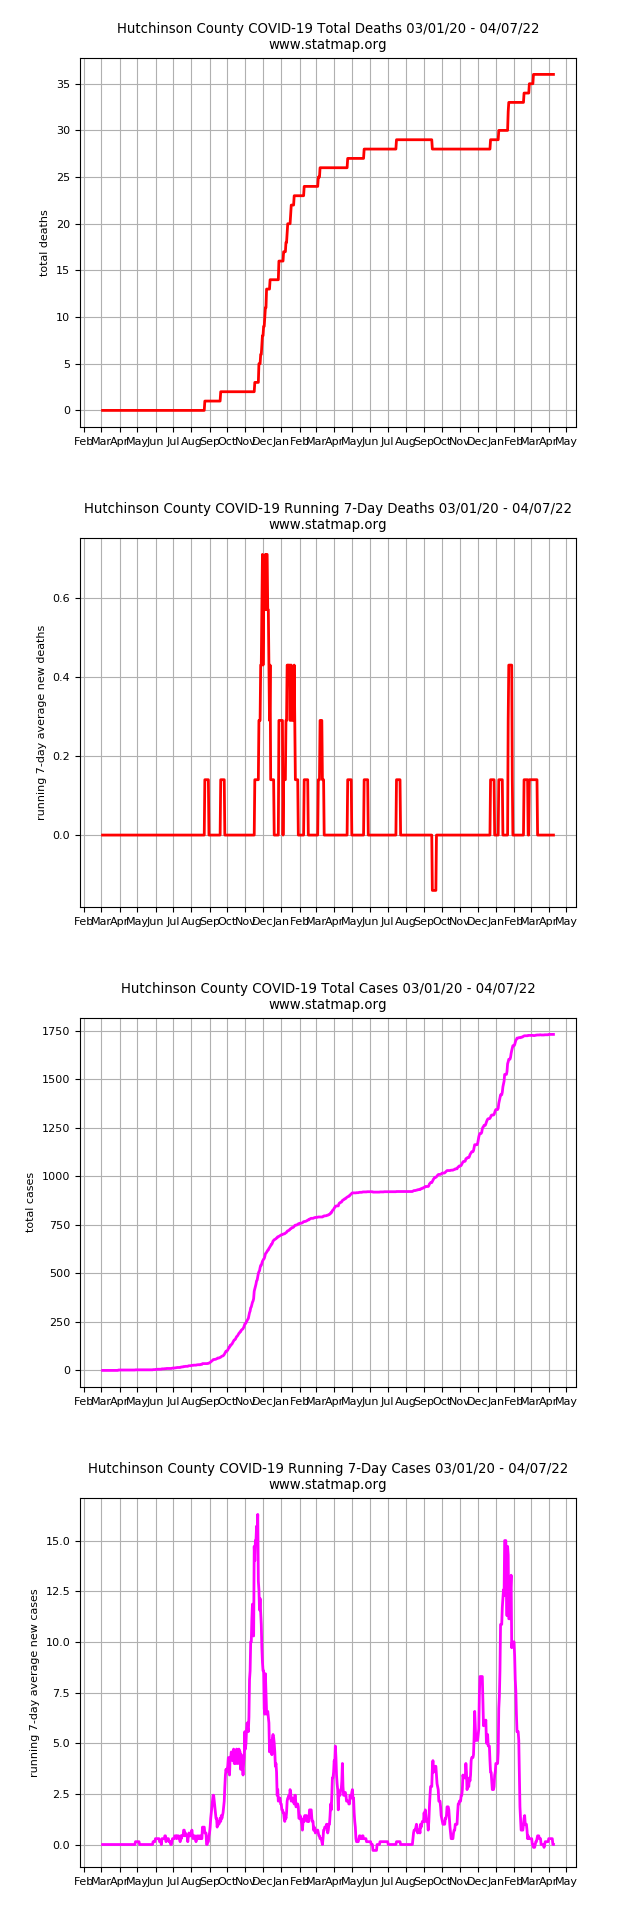 Hutchinson County COVID-19 Total Deaths 03/01/20 - 04/07/22
www.statmap.org
35
30
25
20
15
10
5
0
total deaths
Feb Mar Apr May Jun Jul Aug Sep Oct Nov Dec Jan Feb Mar Apr May Jun Jul Aug Sep Oct Nov Dec Jan Feb Mar Apr May
Hutchinson County COVID-19 Running 7-Day Deaths 03/01/20 - 04/07/22
www.statmap.org
0.6
0.4
0.2
0.0
running 7-day average new deaths
Feb Mar Apr May Jun Jul Aug Sep Oct Nov Dec Jan Feb Mar Apr May Jun Jul Aug Sep Oct Nov Dec Jan Feb Mar Apr May
Hutchinson County COVID-19 Total Cases 03/01/20 - 04/07/22
www.statmap.org
1750
1500
1250
1000
750
500
250
0
total cases
Feb Mar Apr May Jun Jul Aug Sep Oct Nov Dec Jan Feb Mar Apr May Jun Jul Aug Sep Oct Nov Dec Jan Feb Mar Apr May
Hutchinson County COVID-19 Running 7-Day Cases 03/01/20 - 04/07/22
www.statmap.org
15.0
12.5
10.0
7.5
5.0
2.5
0.0
running 7-day average new cases
Feb Mar Apr May Jun Jul Aug Sep Oct Nov Dec Jan Feb Mar Apr May Jun Jul Aug Sep Oct Nov Dec Jan Feb Mar Apr May